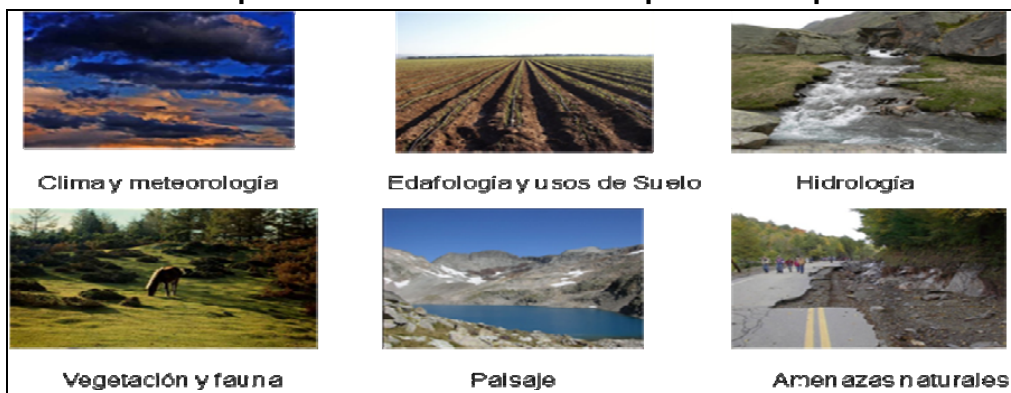 Clima y meteorología
Edafología y usos de Suelo
Hidrología
Vegetación y fauna
Paisaje
Amenazas naturales